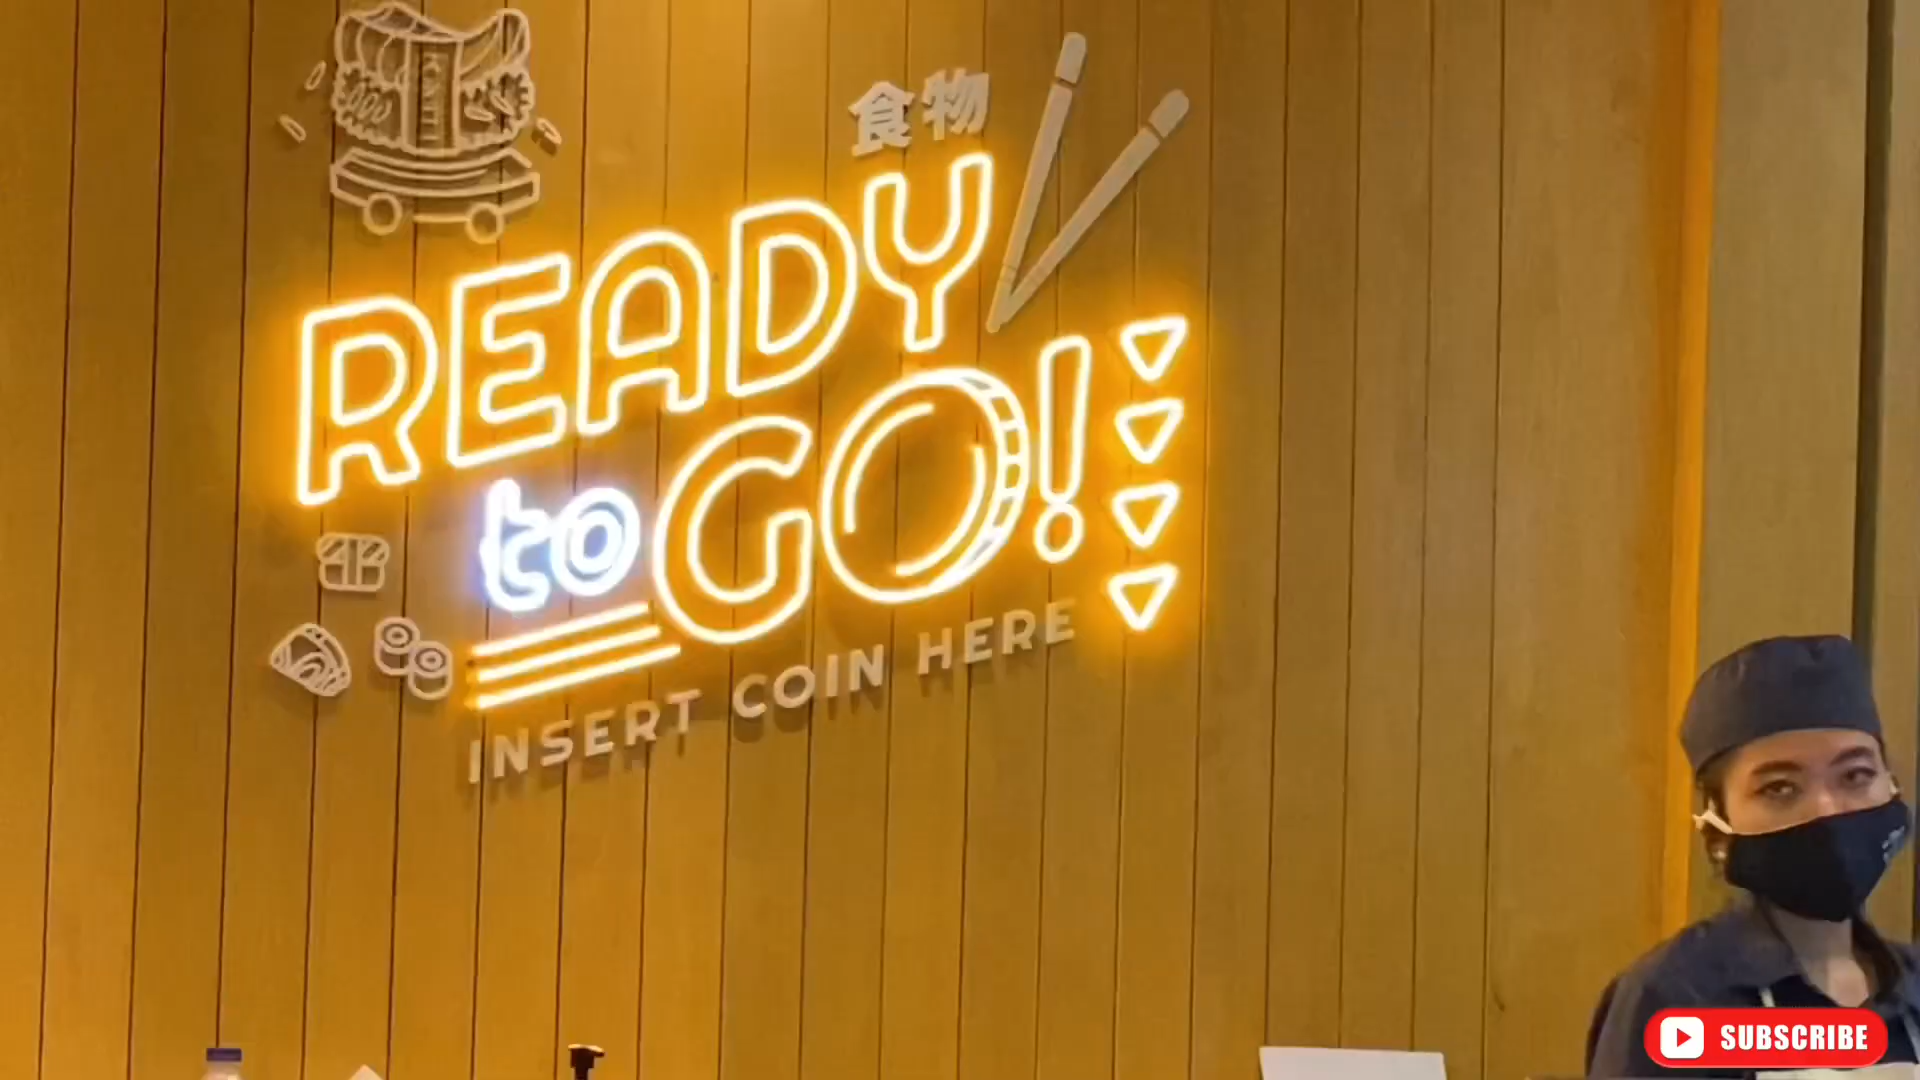 食物
READY
to GO!
INSERT COIN HERE
SUBSCRIBE